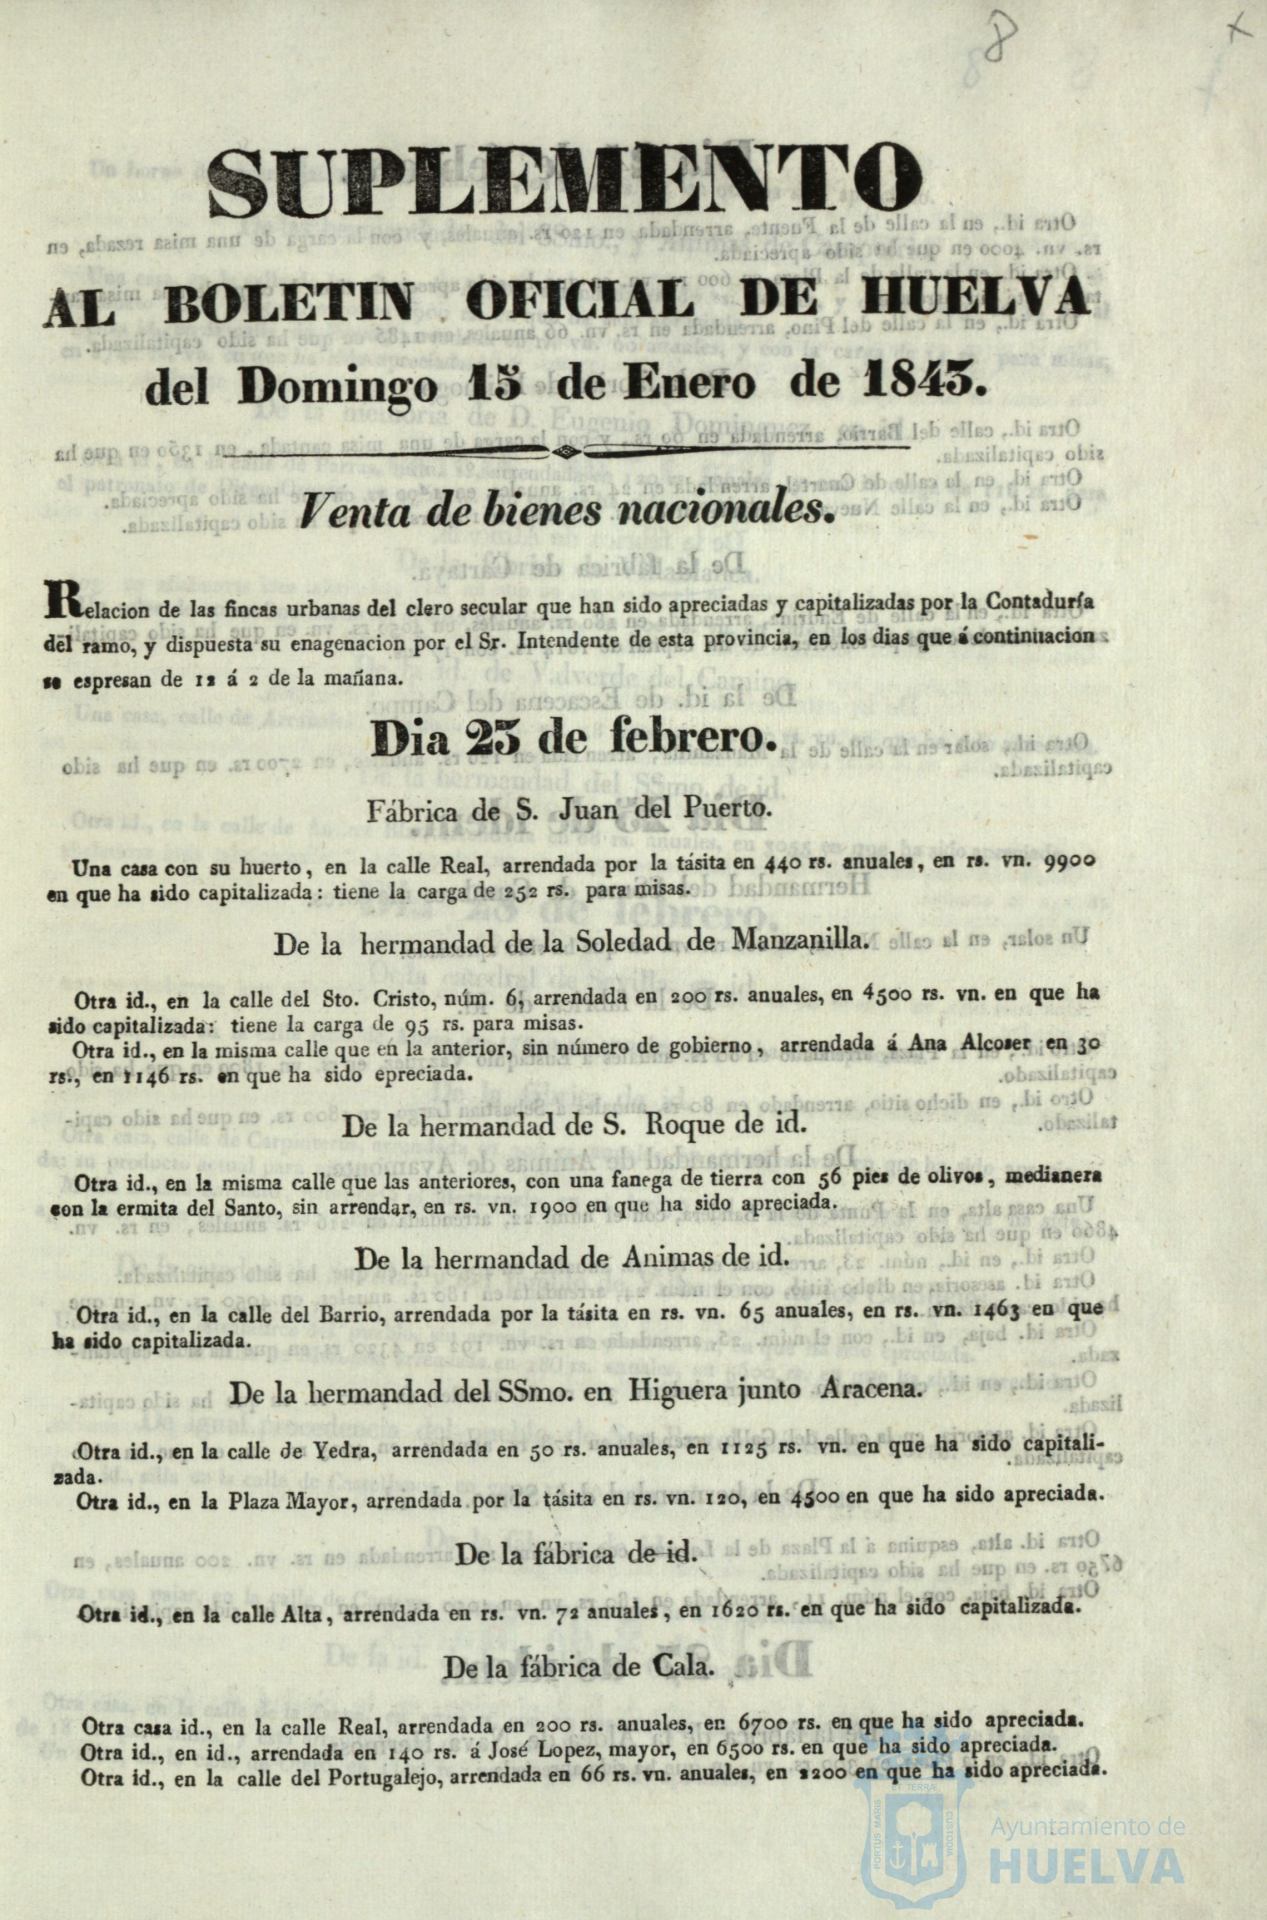 8
SUPLEMENTO
AL BOLETIN OFICIAL DE HUELVA
del Domingo 15 de Enero de 1843.
Venta de bienes nacionales.
Relacion de las fincas urbanas del clero secular que han sido apreciadas y capitalizadas por la Contaduría
del ramo, y dispuesta su enagenacion por el Sr. Intendente de esta provincia, en los dias que á continuacion
se espresan de 12 á 2 de la mañana.
Dia 23 de febrero.
Fábrica de S. Juan del Puerto.
Una casa con su huerto, en la calle Real, arrendada por la tásita en 440 rs. anuales, en rs. vn. 9900
en que ha sido capitalizada: tiene la carga de 252 rs. para misas.
De la hermandad de la Soledad de Manzanilla.
Otra id., en la calle del Sto. Cristo, núm. 6, arrendada en 200 rs. anuales, en 4500 rs. vn. en que ha
sido capitalizada: tiene la carga de 95 rs. para misas.
Otra id., en la misma calle que en la anterior, sin número de gobierno, arrendada á Ana Alcoser en 30
rs., en 1146 rs. en que ha sido epreciada.
De la hermandad de S. Roque de id.
Otra id., en la misma calle que las anteriores, con una fanega de tierra con 56 pies de olivos, medianera
con la ermita del Santo, sin arrendar, en rs. vn. 1900 en que ha sido apreciada.
De la hermandad de Animas de id.
Otra id., en la calle del Barrio, arrendada por la tásita en rs. vn. 65 anuales, en rs. vn. 1463 en que
ha sido capitalizada.
De la hermandad del SSmo. en Higuera junto Aracena.
Otra id., en la calle de Yedra, arrendada en 50 rs. anuales, en 1125 rs. vn. en que ha sido capitali-
zada.
Otra id., en la Plaza Mayor, arrendada por la tásita en rs. vn. 120, en 4500 en que ha sido apreciada.
De la fábrica de id.
Otra id., en la calle Alta, arrendada en rs. vn. 72 anuales, en 1620 rs. en que ha sido capitalizada.
De la fábrica de Cala.
Otra casa id., en la calle Real, arrendada en 200 rs. anuales, en 6700 rs. en que ha sido apreciada.
Otra id., en id., arrendada en 140 rs. á José Lopez, mayor, en 6500 rs. en que ha sido apreciada.
Otra id., en la calle del Portugalejo, arrendada en 66 rs. vn. anuales, en 2200 en que ha sido apreciada.
PORTUS MARIS ET TERRAE CUSTODIA
Ayuntamiento de
HUELVA